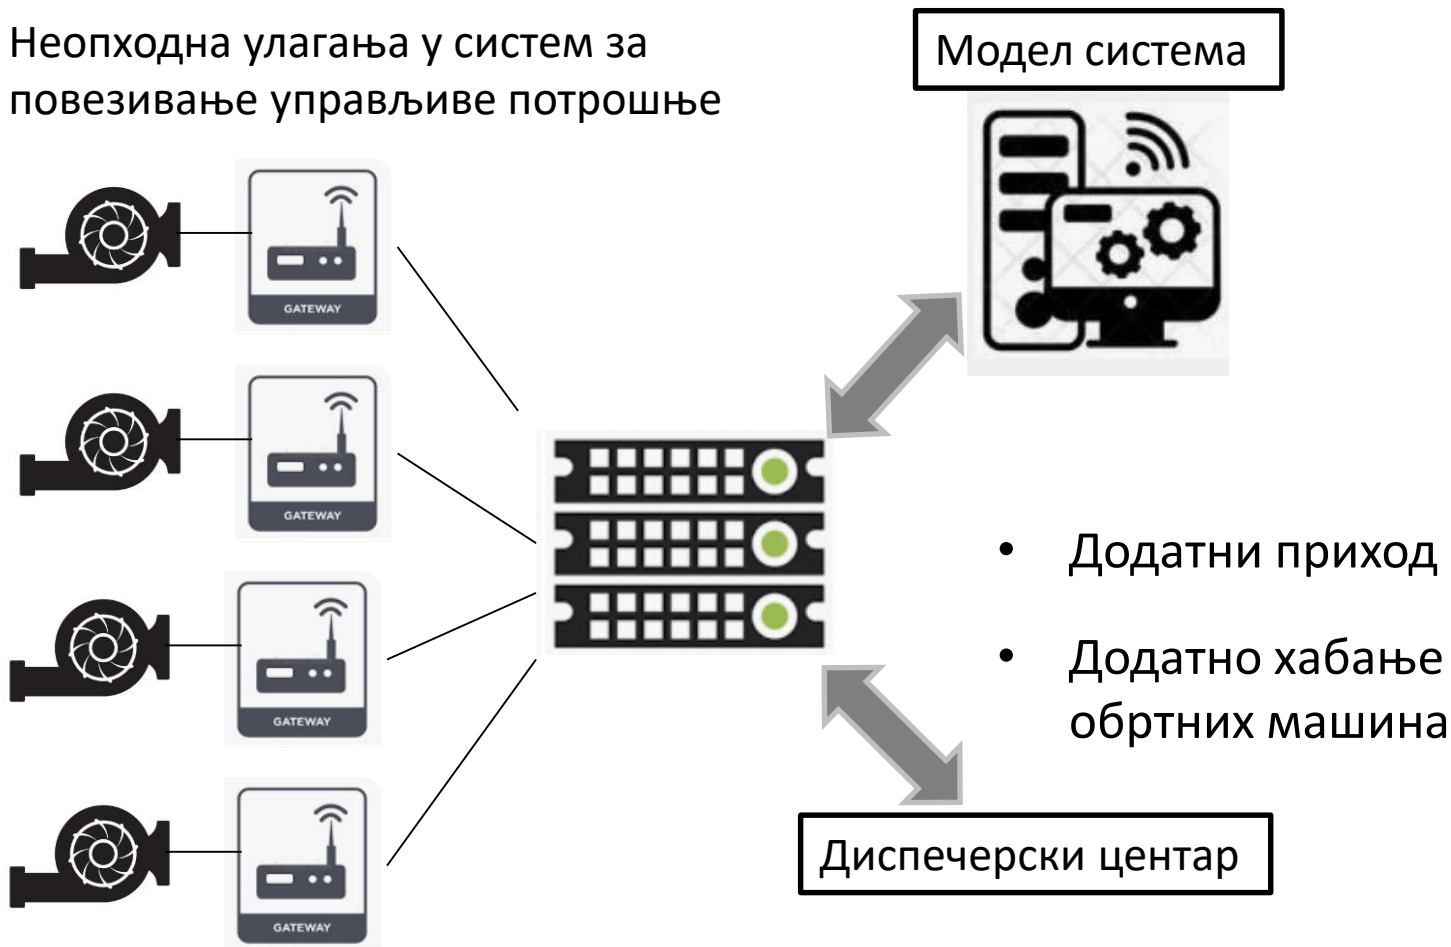 Неопходна улагања у систем за
повезивање управљиве потрошње
Модел система
GATEWAY
GATEWAY
GATEWAY
GATEWAY
• Додатни приход
• Додатно хабање
обртних машина
Диспечерски центар